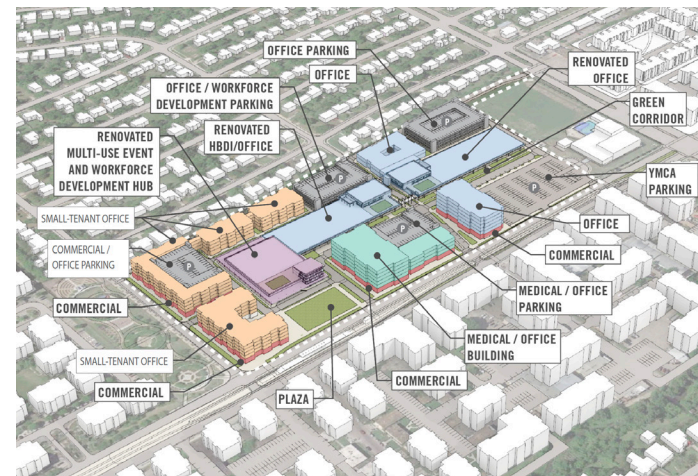 OFFICE PARKING
OFFICE
RENOVATED
OFFICE
OFFICE / WORKFORCE
DEVELOPMENT PARKING
GREEN
CORRIDOR
RENOVATED
MULTI-USE EVENT
AND WORKFORCE
DEVELOPMENT HUB
RENOVATED
HBDI/OFFICE
YMCA
PARKING
SMALL-TENANT OFFICE
OFFICE
COMMERCIAL /
OFFICE PARKING
COMMERCIAL
MEDICAL / OFFICE
PARKING
COMMERCIAL
MEDICAL / OFFICE
BUILDING
SMALL-TENANT OFFICE
COMMERCIAL
COMMERCIAL
PLAZA
P
P
P
P
P